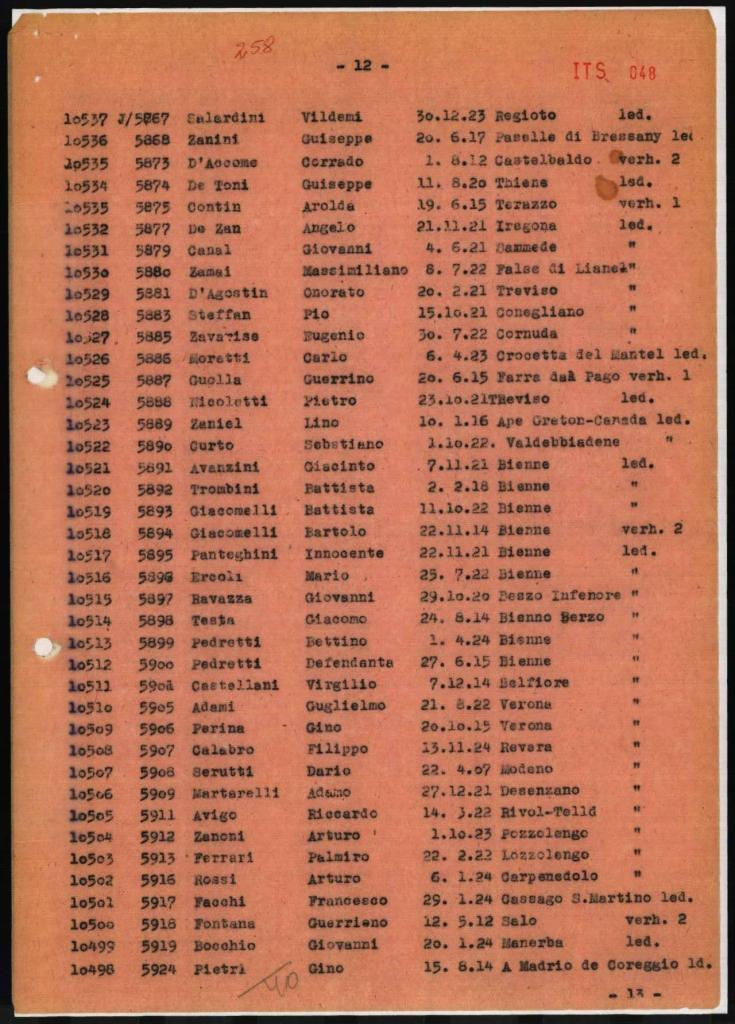 258
- 12 -
ITS 048
10537 J/5867 Salardini Vildemi 30.12.23 Regioto led.
10536 5868 Zanini Guiseppe 20. 6.17 Paselle di Bressany led
10535 5873 D'Accome Corrado 1. 8.12 Castelbaldo verh. 2
10534 5874 De Toni Guiseppe 11. 8.20 Thiene led.
10535 5875 Contin Arolda 19. 6.15 Terazzo verh. 1
10532 5877 De Zan Angelo 21.11.21 Iregona led.
10531 5879 Canal Giovanni 4. 6.21 Sammede "
10530 5880 Zamai Massimiliano 8. 7.22 False di Liane "
10529 5881 D'Agostin Onorato 20. 2.21 Treviso "
10528 5883 Steffan Pio 15.10.21 Conegliano "
10527 5885 Zavarise Eugenio 30. 7.22 Cornuda "
10526 5886 Moratti Carlo 6. 4.23 Crocetta del Mantel led.
10525 5887 Guolla Guerrino 20. 6.15 Farra dal Pago verh. 1
10524 5888 Nicoletti Pietro 23.10.21 Treviso led.
10523 5889 Zaniel Lino 10. 1.16 Ape Greton-Canada led.
10522 5890 Curto Sebstiano 1.10.22. Valdebbiadene "
10521 5891 Avanzini Giacinto 7.11.21 Bienne led.
10520 5892 Trombini Battista 2. 2.18 Bienne "
10519 5893 Giacomelli Battista 11.10.22 Bienne "
10518 5894 Giacomelli Bartolo 22.11.14 Bienne verh. 2
10517 5895 Panteghini Innocente 22.11.21 Bienne led.
10516 5896 Ercoli Mario 25. 7.22 Bienne "
10515 5897 Ravazza Giovanni 29.10.20 Beszo Infenore "
10514 5898 Testa Giacomo 24. 8.14 Bienno Berzo "
10513 5899 Pedretti Bettino 1. 4.24 Bienne "
10512 5900 Pedretti Defendanta 27. 6.15 Bienne "
10511 5904 Castellani Virgilio 7.12.14 Belfiore "
10510 5905 Adami Guglielmo 21. 8.22 Verona "
10509 5906 Perina Gino 20.10.15 Verona "
10508 5907 Calabro Filippo 13.11.24 Revera "
10507 5908 Serutti Dario 22. 4.07 Modeno "
10506 5909 Martarelli Adamo 27.12.21 Desenzano "
10505 5911 Avigo Riccardo 14. 3.22 Rivol-Telld "
10504 5912 Zanoni Arturo 1.10.23 Pozzolengo "
10503 5913 Ferrari Palmiro 22. 2.22 Lozzolengo "
10502 5916 Rossi Arturo 6. 1.24 Carpenedolo "
10501 5917 Facchi Francesco 29. 1.24 Cassago S.Martino led.
10500 5918 Fontana Guerrieno 12. 5.12 Salo verh. 2
10499 5919 Bocchio Giovanni 20. 1.24 Manerba led.
10498 5924 Pietri Gino 15. 8.14 A Madrio de Coreggio ld.
40
- 13 -